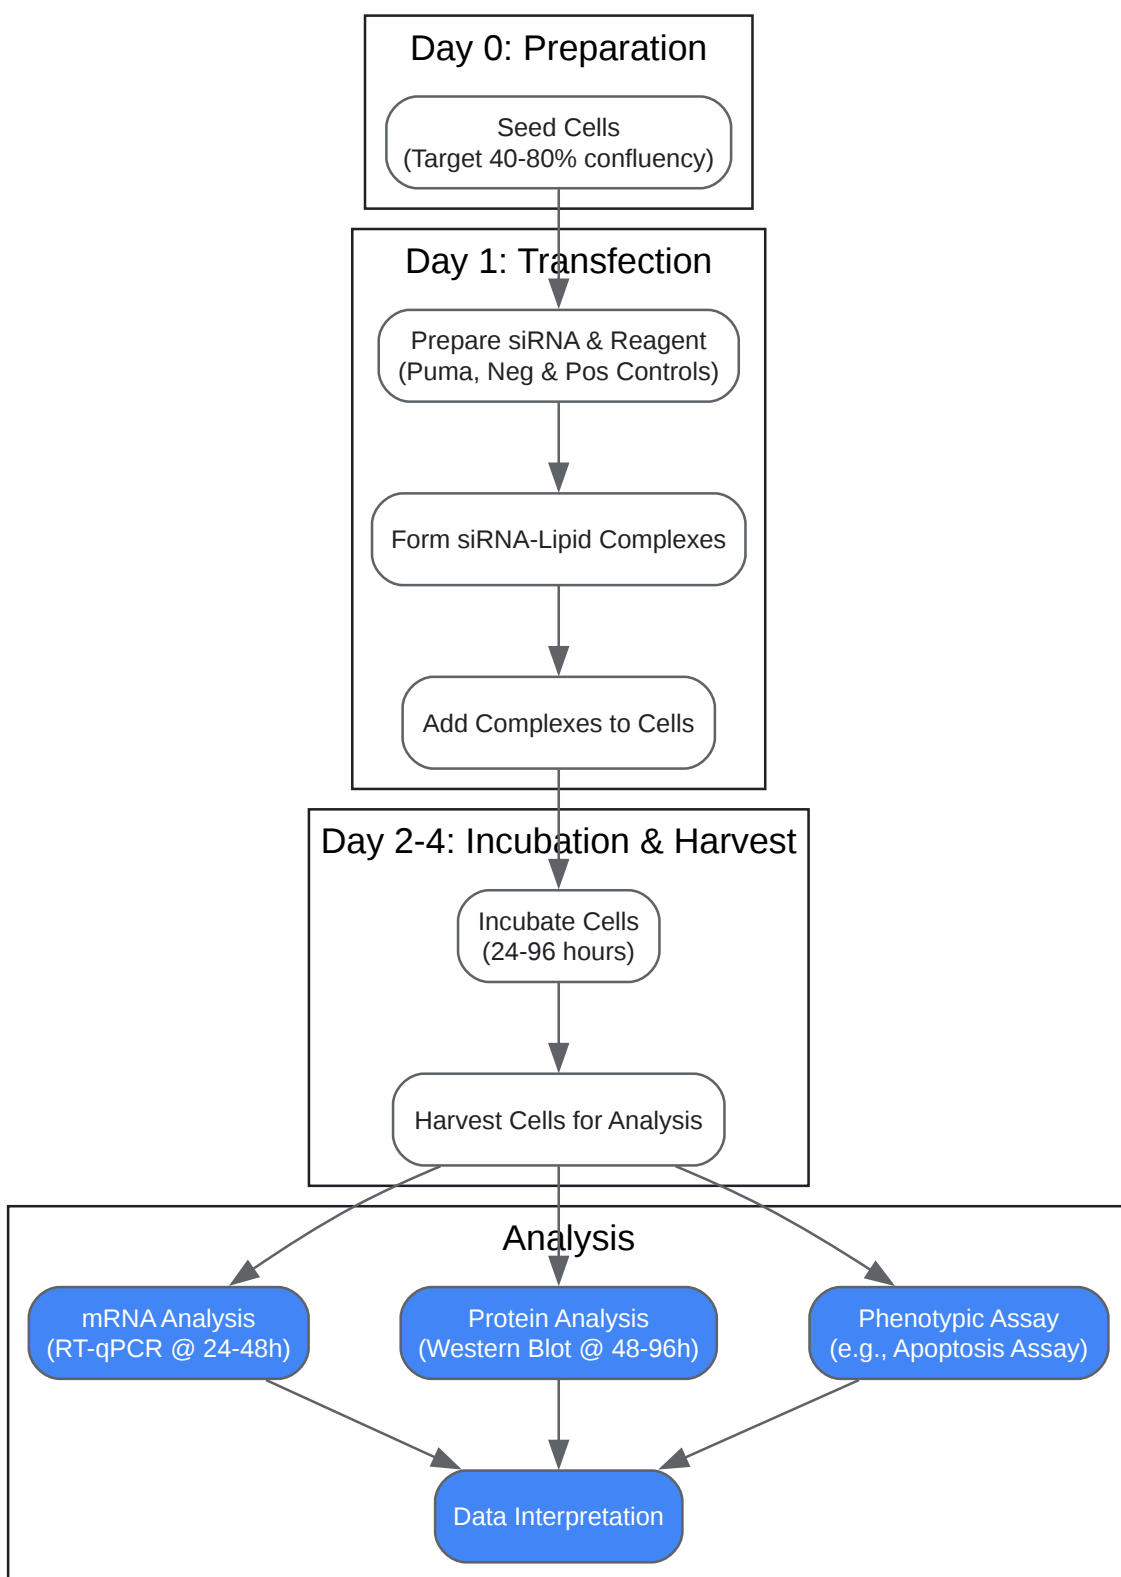 Day 0: Preparation
Seed Cells
(Target 40-80% confluency)
Day 1: Transfection
Prepare siRNA & Reagent
(Puma, Neg & Pos Controls)
Form siRNA-Lipid Complexes
Add Complexes to Cells
Day 2-4: Incubation & Harvest
Incubate Cells
(24-96 hours)
Harvest Cells for Analysis
Analysis
mRNA Analysis
(RT-qPCR @ 24-48h)
Protein Analysis
(Western Blot @ 48-96h)
Phenotypic Assay
(e.g., Apoptosis Assay)
Data Interpretation